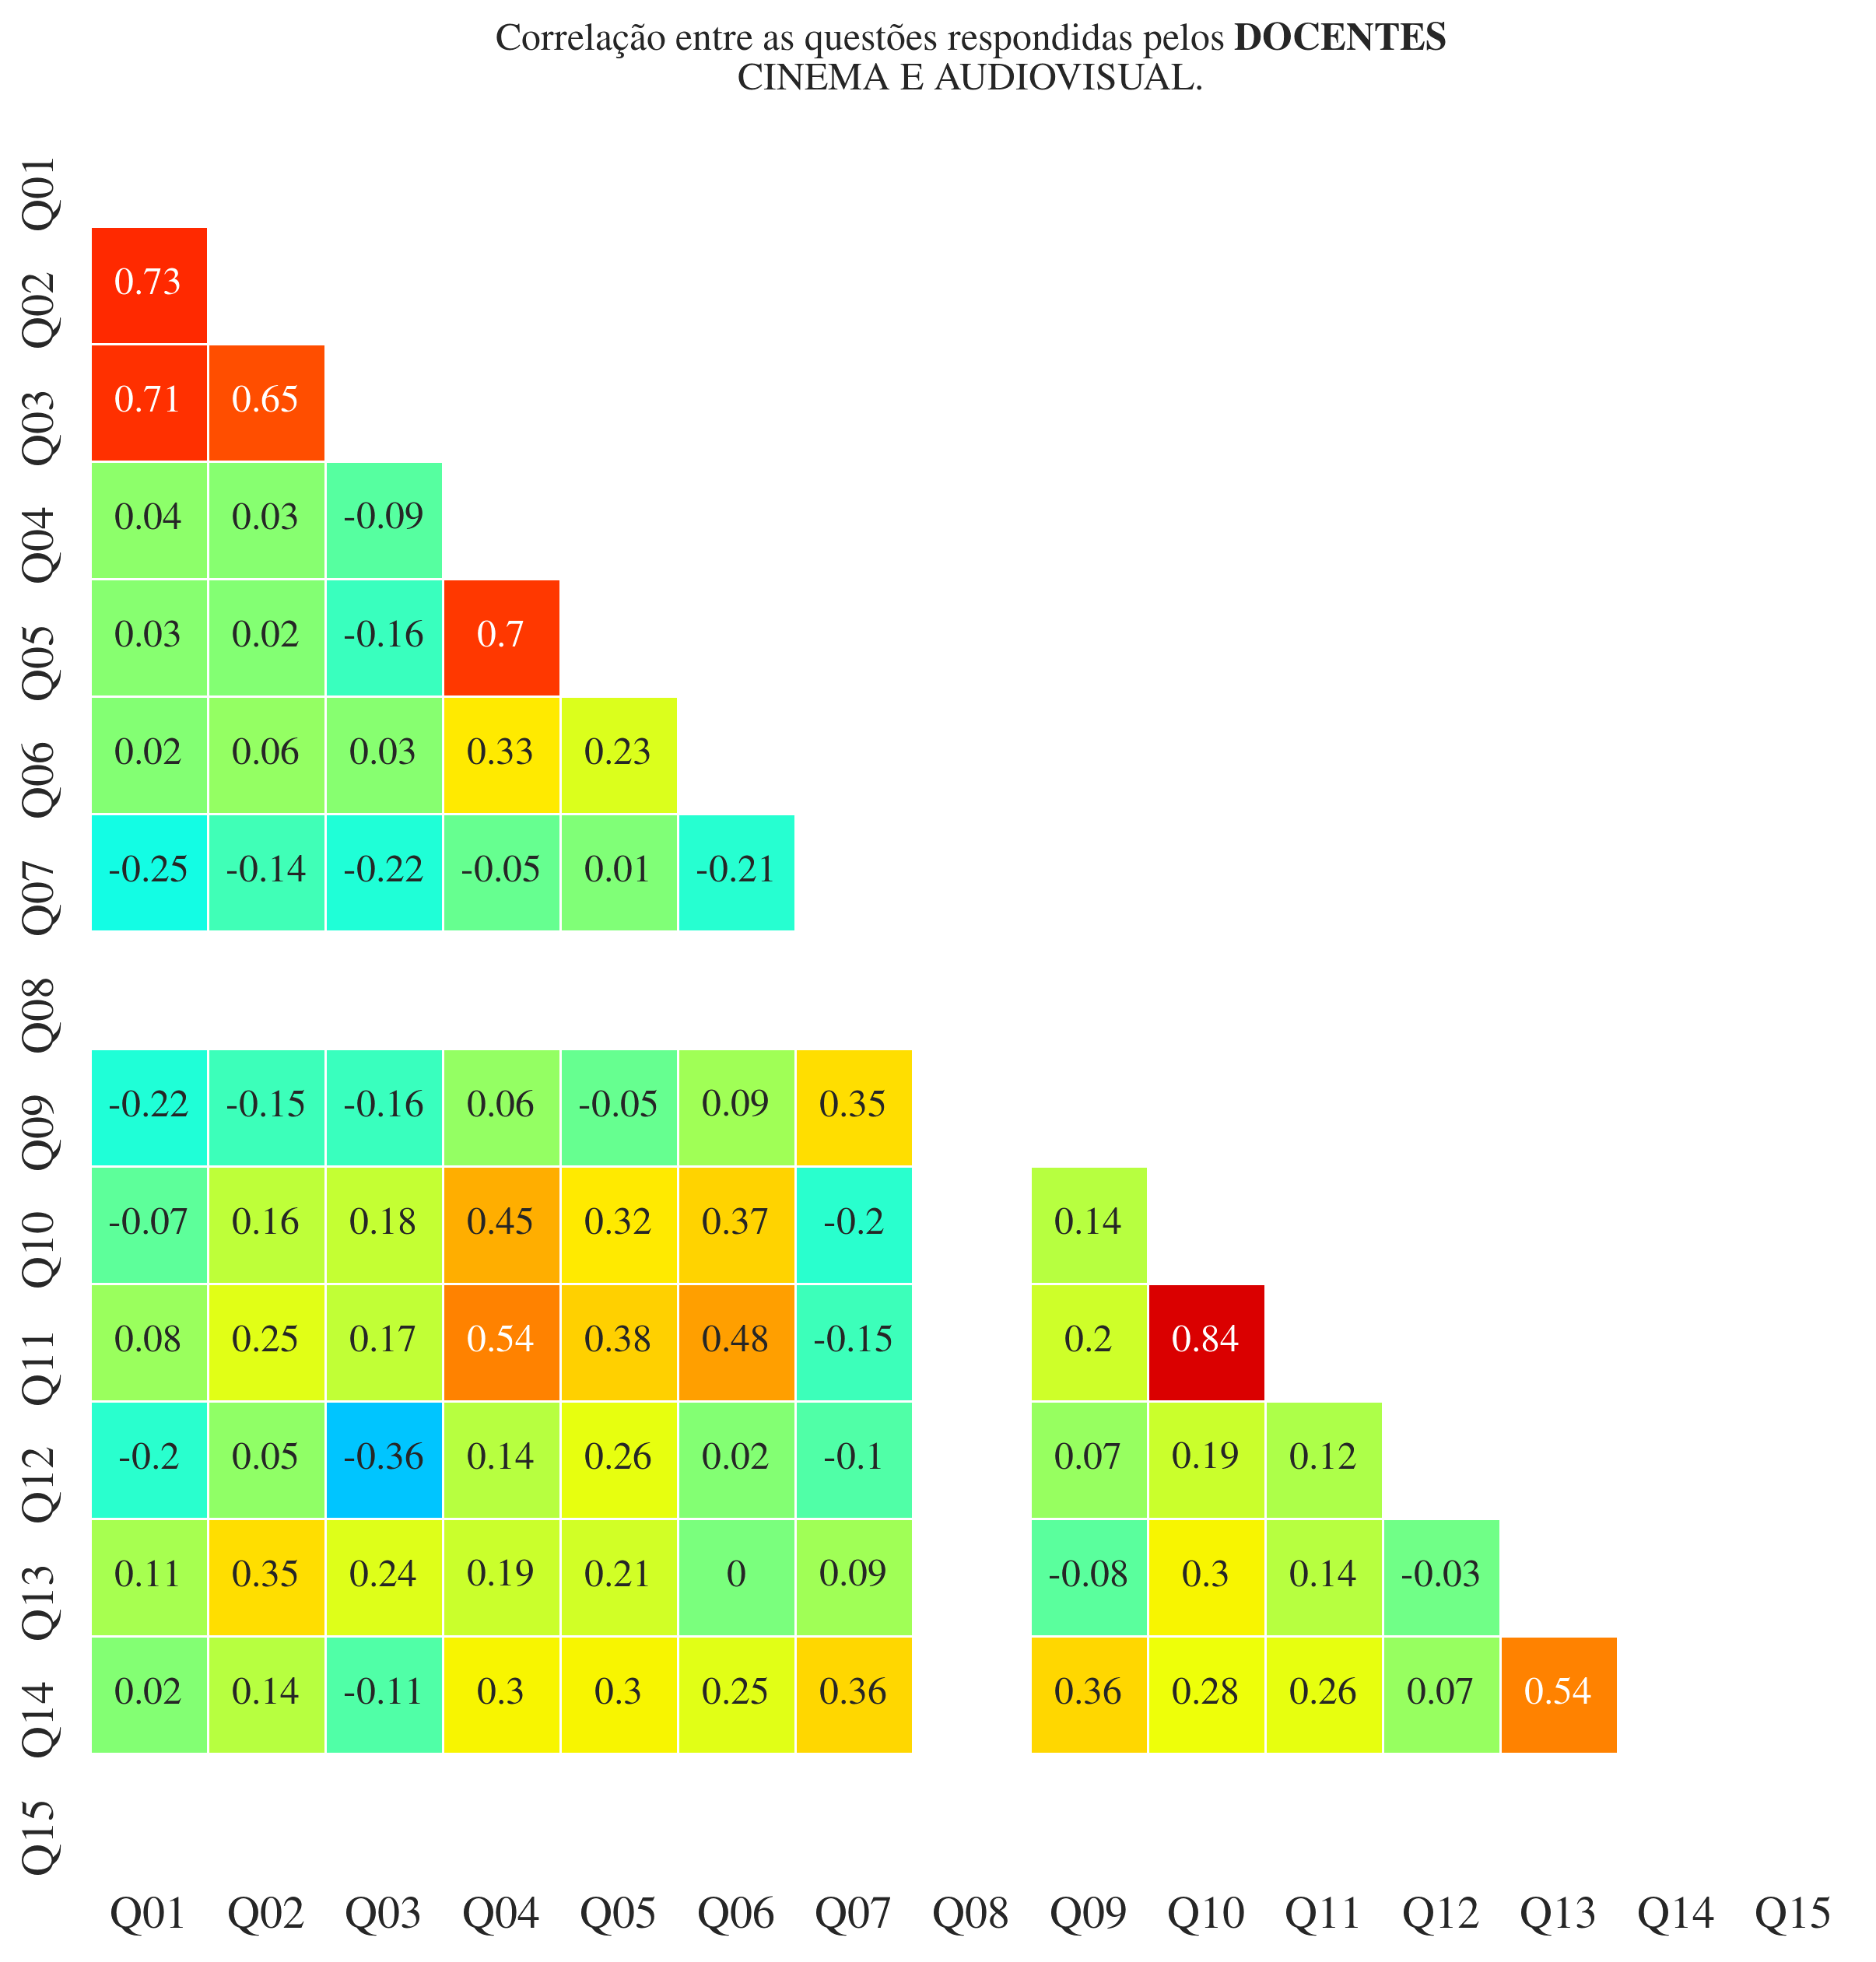 Correlação entre as questões respondidas pelos DOCENTES
CINEMA E AUDIOVISUAL.
Q01
Q02 0.73
Q03 0.71 0.65
Q04 0.04 0.03 -0.09
Q05 0.03 0.02 -0.16 0.7
Q06 0.02 0.06 0.03 0.33 0.23
Q07 -0.25 -0.14 -0.22 -0.05 0.01 -0.21
Q08
Q09 -0.22 -0.15 -0.16 0.06 -0.05 0.09 0.35
Q10 -0.07 0.16 0.18 0.45 0.32 0.37 -0.2 0.14
Q11 0.08 0.25 0.17 0.54 0.38 0.48 -0.15 0.2 0.84
Q12 -0.2 0.05 -0.36 0.14 0.26 0.02 -0.1 0.07 0.19 0.12
Q13 0.11 0.35 0.24 0.19 0.21 0 0.09 -0.08 0.3 0.14 -0.03
Q14 0.02 0.14 -0.11 0.3 0.3 0.25 0.36 0.36 0.28 0.26 0.07 0.54
Q15
Q01 Q02 Q03 Q04 Q05 Q06 Q07 Q08 Q09 Q10 Q11 Q12 Q13 Q14 Q15